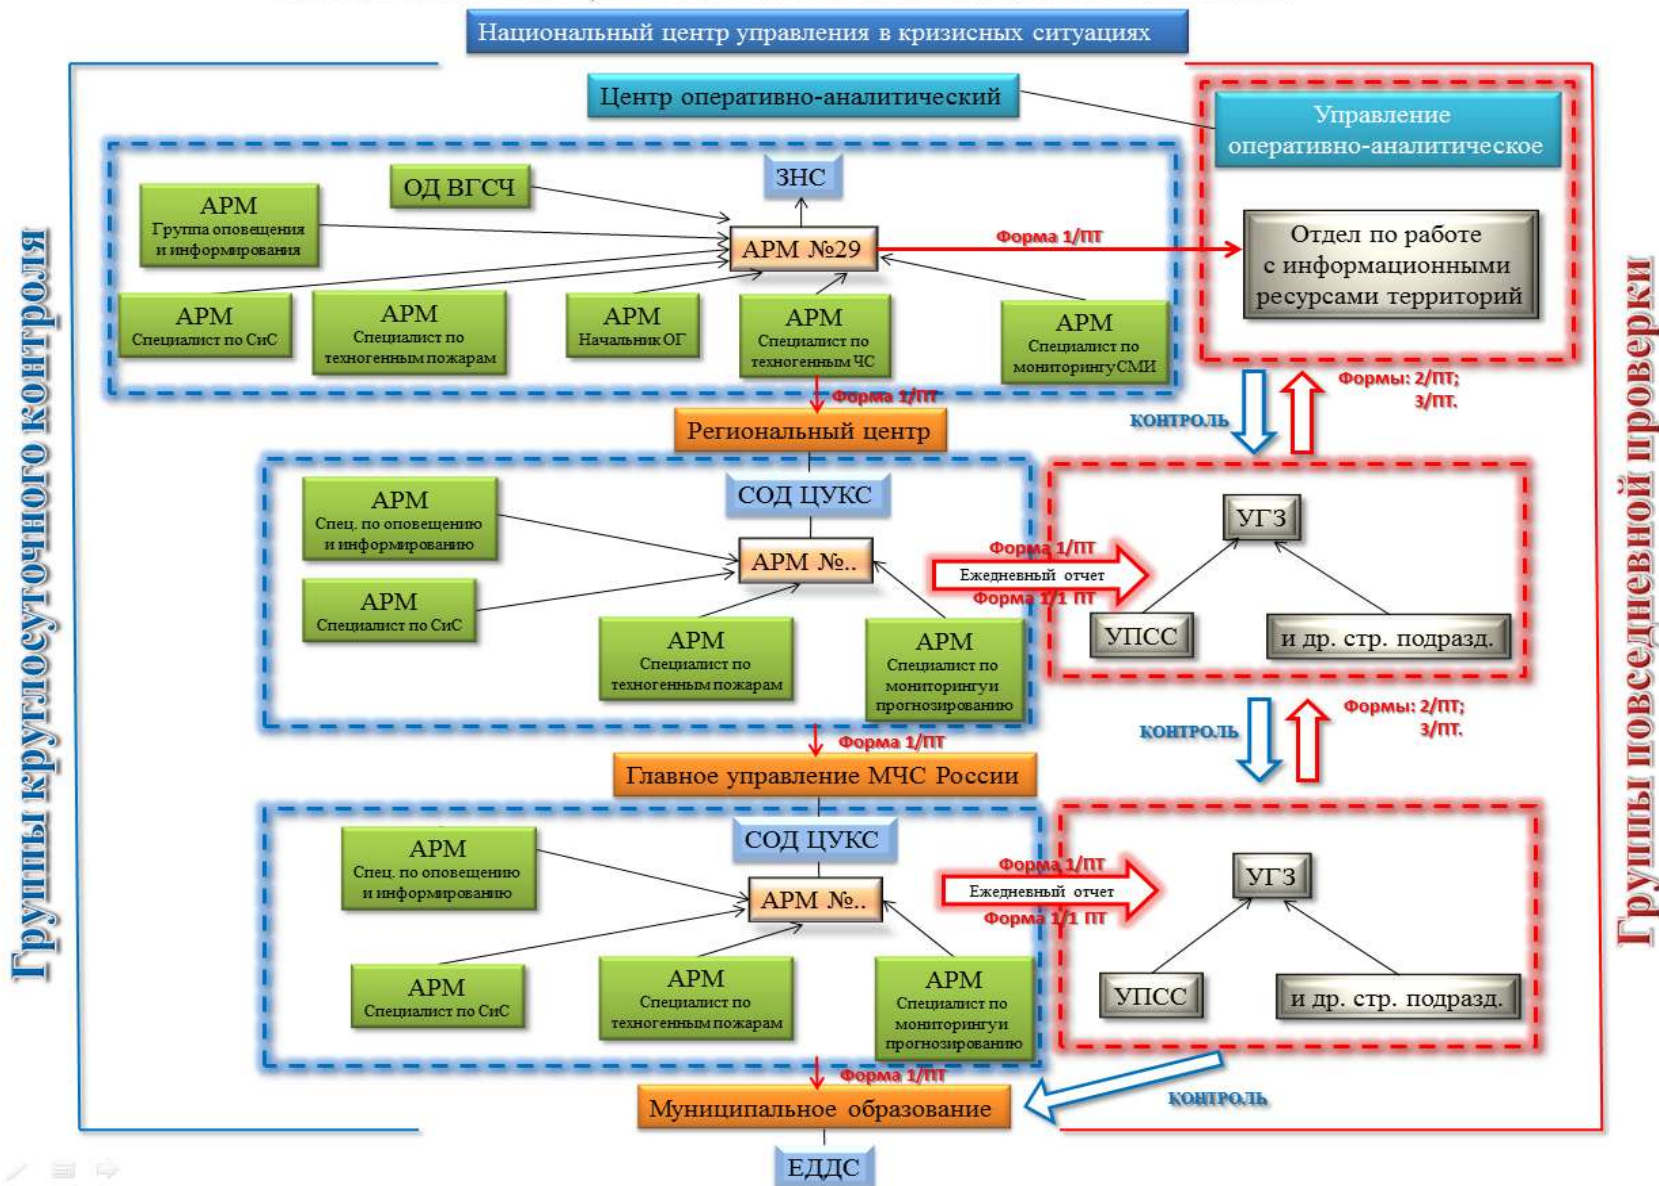 Национальный центр управления в кризисных ситуациях
Центр оперативно-аналитический
Управление
оперативно-аналитическое
Группы круглосуточного контроля
Группы повседневной проверки
ЗНС
ОД ВГСЧ
АРМ
Группа оповещения
и информирования
АРМ №29
Форма 1/ПТ
Отдел по работе
с информационными
ресурсами территорий
АРМ
Специалист по СиС
АРМ
Специалист по
техногенным пожарам
АРМ
Начальник ОГ
АРМ
Специалист по
техногенным ЧС
АРМ
Специалист по
мониторингу СМИ
Форма 1/ПТ
Формы: 2/ПТ;
3/ПТ.
КОНТРОЛЬ
Региональный центр
СОД ЦУКС
АРМ
Спец. по оповещению
и информированию
АРМ №..
АРМ
Специалист по СиС
АРМ
Специалист по
техногенным пожарам
АРМ
Специалист по
мониторингу и
прогнозированию
Форма 1/ПТ
Ежедневный отчет
Форма 1/1 ПТ
УГЗ
УПСС
и др. стр. подразд.
Форма 1/ПТ
Формы: 2/ПТ;
3/ПТ.
КОНТРОЛЬ
Главное управление МЧС России
СОД ЦУКС
АРМ
Спец. по оповещению
и информированию
АРМ №..
АРМ
Специалист по СиС
АРМ
Специалист по
техногенным пожарам
АРМ
Специалист по
мониторингу и
прогнозированию
Форма 1/ПТ
Ежедневный отчет
Форма 1/1 ПТ
УГЗ
УПСС
и др. стр. подразд.
Форма 1/ПТ
КОНТРОЛЬ
Муниципальное образование
ЕДДС